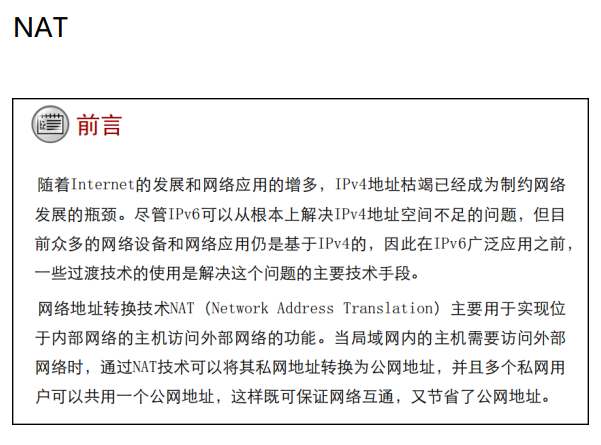 NAT
前言
随着Internet的发展和网络应用的增多，IPv4地址枯竭已经成为制约网络
发展的瓶颈。尽管IPv6可以从根本上解决IPv4地址空间不足的问题，但目
前众多的网络设备和网络应用仍是基于IPv4的，因此在IPv6广泛应用之前，
一些过渡技术的使用是解决这个问题的主要技术手段。
网络地址转换技术NAT（Network Address Translation）主要用于实现位
于内部网络的主机访问外部网络的功能。当局域网内的主机需要访问外部
网络时，通过NAT技术可以将其私网地址转换为公网地址，并且多个私网用
户可以共用一个公网地址，这样既可保证网络互通，又节省了公网地址。